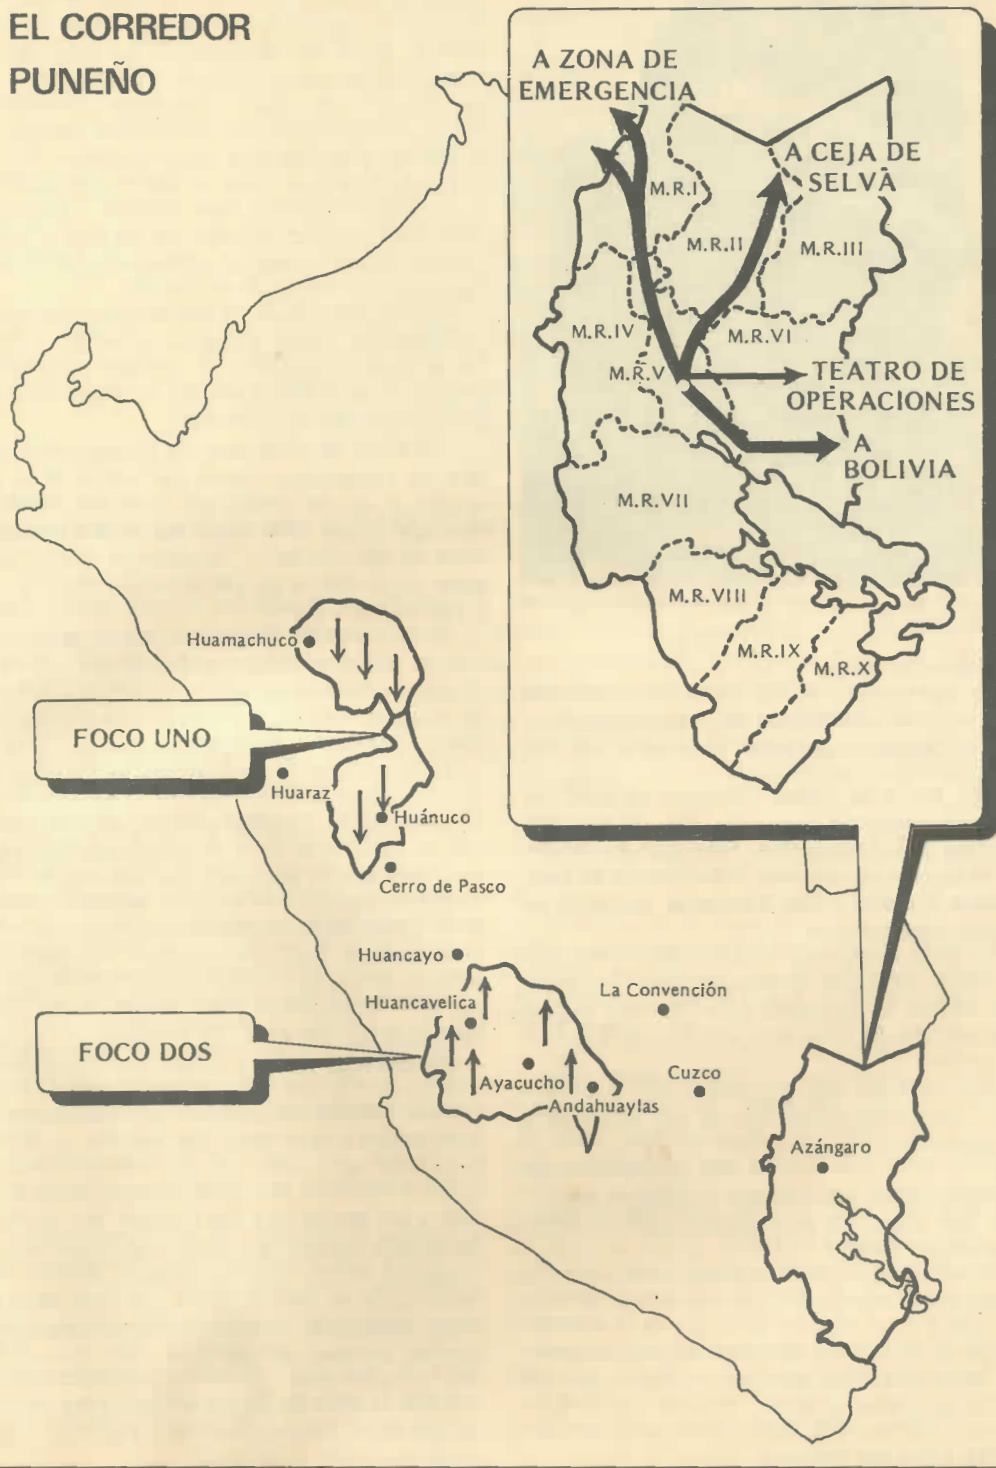 EL CORREDOR
PUNEÑO
A ZONA DE
EMERGENCIA
A CEJA DE
SELVA
M.R.I
M.R.II
M.R.III
M.R.IV
M.R.VI
M.R.V
TEATRO DE
OPERACIONES
A
BOLIVIA
M.R.VII
M.R.VIII
M.R.IX
M.R.X
Huamachuco
FOCO UNO
Huaraz
Huánuco
Cerro de Pasco
Huancayo
Huancavelica
La Convención
FOCO DOS
Ayacucho
Cuzco
Andahuaylas
Azángaro